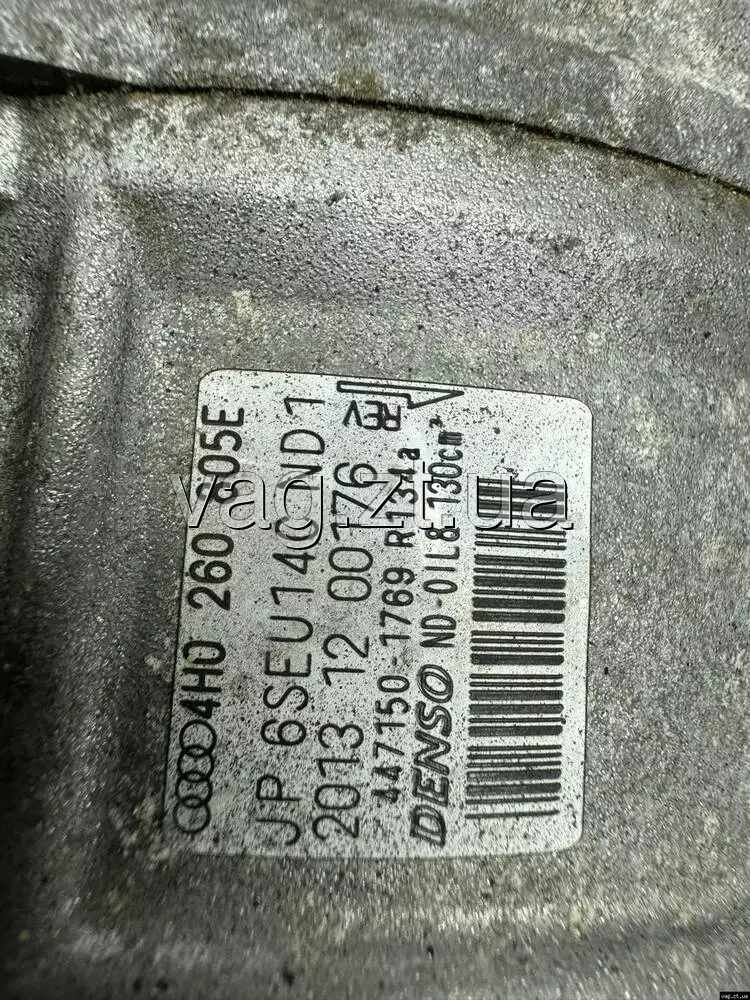 4H0 260 805E
JP 6SEU14C ND1
2013 12 00176
REV
447150-1769 R134a
DENSO ND-OIL8 130cm³
vag.zt.ua
vag.zt.ua